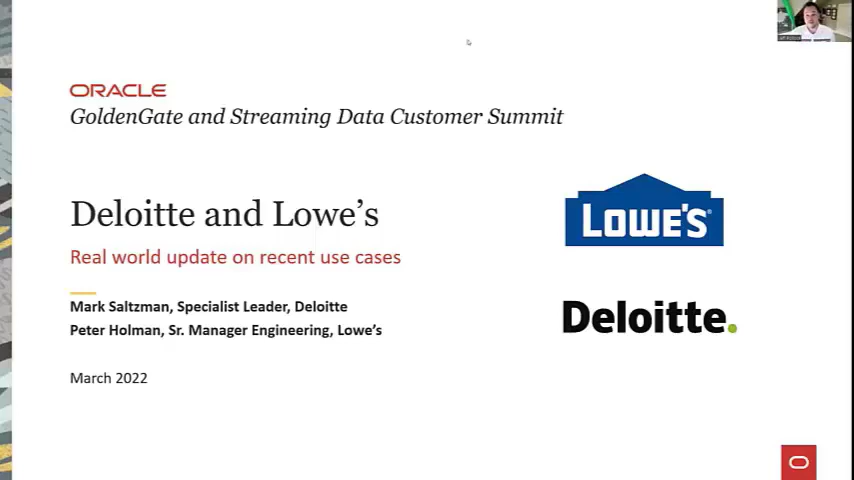 ORACLE
GoldenGate and Streaming Data Customer Summit
Deloitte and Lowe's
Real world update on recent use cases
Mark Saltzman, Specialist Leader, Deloitte
Peter Holman, Sr. Manager Engineering, Lowe's
March 2022
LOWE'S®
Deloitte.